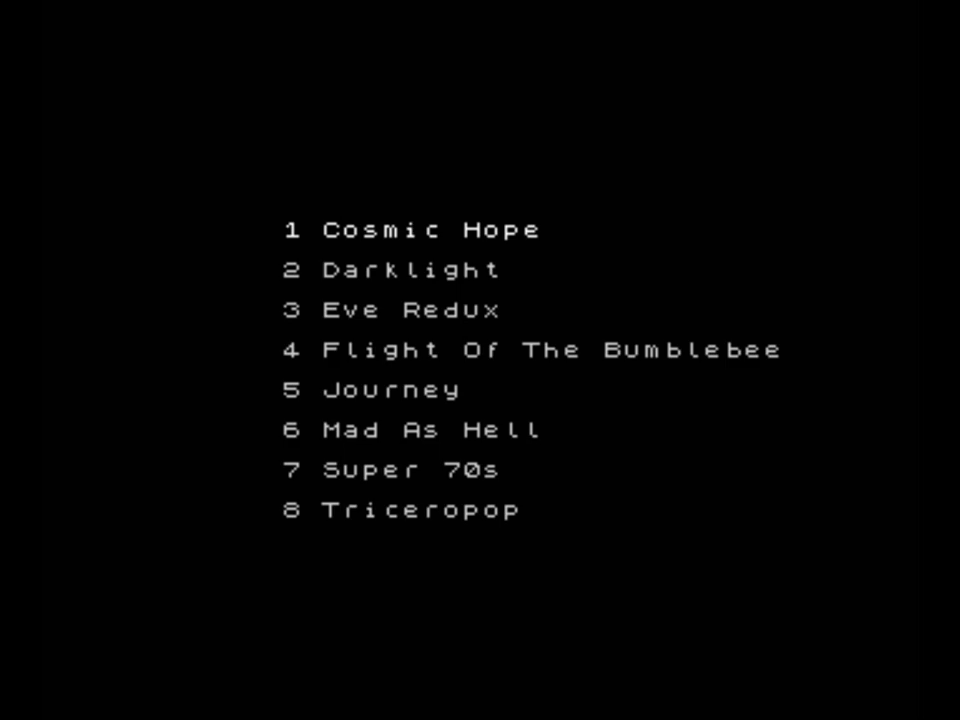 1 Cosmic Hope
2 Darklight
3 Eve Redux
4 Flight Of The Bumblebee
5 Journey
6 Mad As Hell
7 Super 70s
8 Triceropop